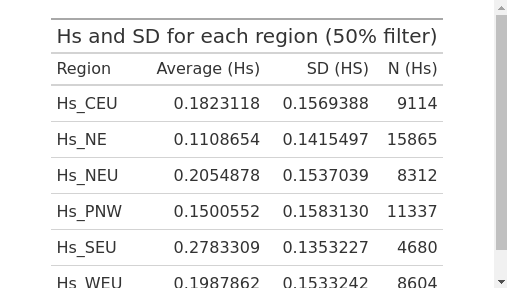 Hs and SD for each region (50% filter)
Region Average (Hs) SD (HS) N (Hs)
Hs_CEU 0.1823118 0.1569388 9114
Hs_NE 0.1108654 0.1415497 15865
Hs_NEU 0.2054878 0.1537039 8312
Hs_PNW 0.1500552 0.1583130 11337
Hs_SEU 0.2783309 0.1353227 4680
Hs_WEU 0.1987862 0.1533242 8604